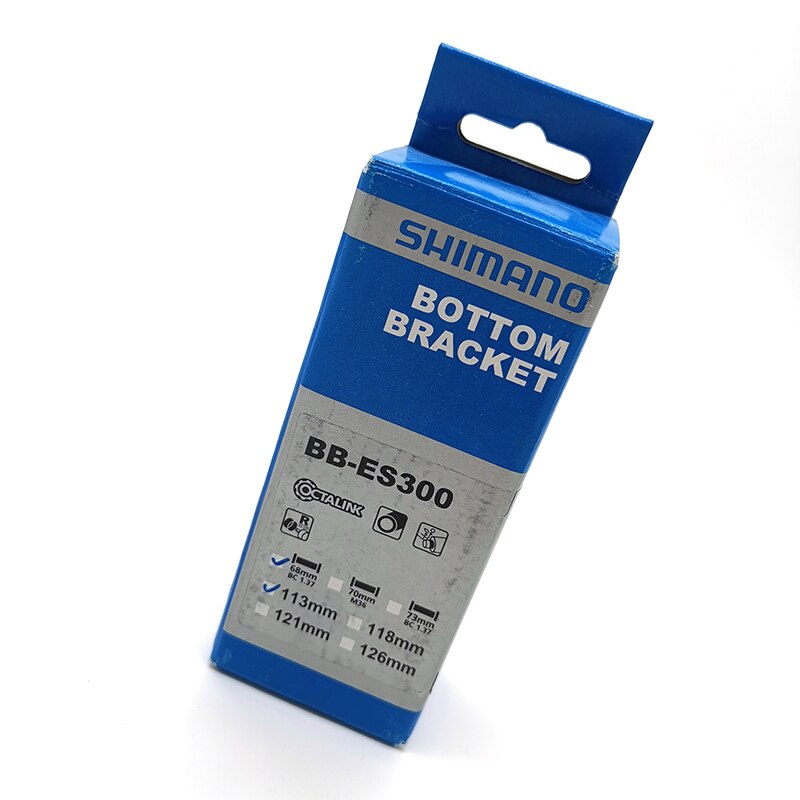 SHIMANO
BOTTOM
BRACKET
BB-ES300
OCTALINK
R
68mm 70mm 73mm
BC 1.37 M36 BC 1.37
113mm 118mm
121mm 126mm